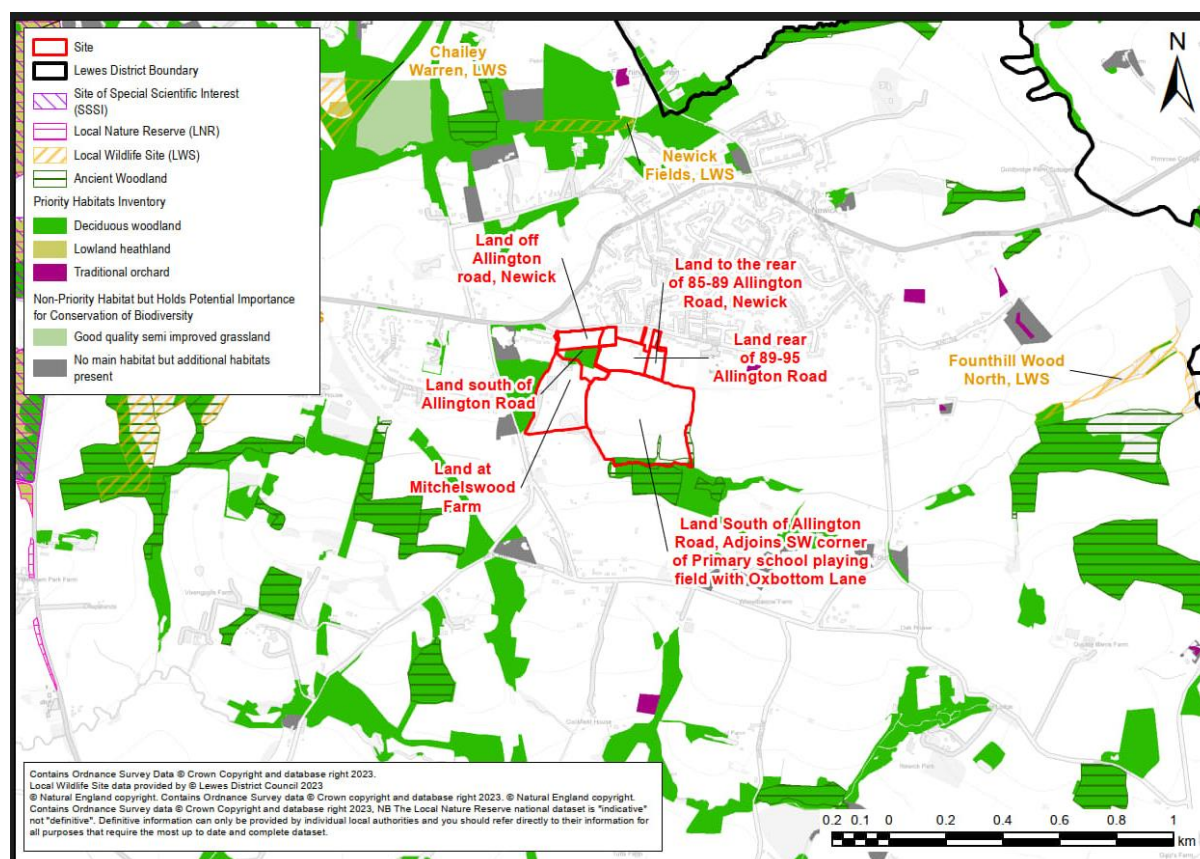 Site
Lewes District Boundary
Site of Special Scientific Interest
(SSSI)
Local Nature Reserve (LNR)
Local Wildlife Site (LWS)
Ancient Woodland
Priority Habitats Inventory
Deciduous woodland
Lowland heathland
Traditional orchard
Non-Priority Habitat but Holds Potential Importance
for Conservation of Biodiversity
Good quality semi improved grassland
No main habitat but additional habitats
present
Chailey
Warren, LWS
N
Newick
Fields, LWS
Newick
Land off
Allington
road, Newick
Land to the rear
of 85-89 Allington
Road, Newick
Land rear
of 89-95
Allington Road
Founthill Wood
North, LWS
Land south of
Allington Road
Land at
Mitchelswood
Farm
Land South of Allington
Road, Adjoins SW corner
of Primary school playing
field with Oxbottom Lane
Oak House
Newick Park
Contains Ordnance Survey Data © Crown Copyright and database right 2023.
Local Wildlife Site data provided by © Lewes District Council 2023
© Natural England copyright. Contains Ordnance Survey data © Crown copyright and database right 2023. © Natural England copyright.
Contains Ordnance Survey data © Crown Copyright and database right 2023, NB The Local Nature Reserve national dataset is "indicative"
not "definitive". Definitive information can only be provided by individual local authorities and you should refer directly to their information for
all purposes that require the most up to date and complete dataset.
0.2 0.1 0 0.2 0.4 0.6 0.8 1
km